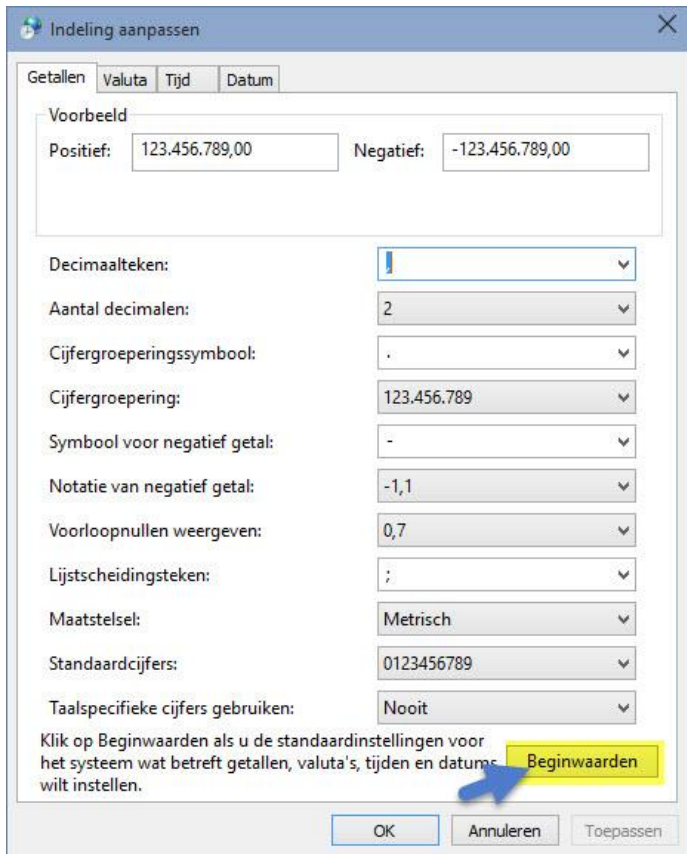 Indeling aanpassen
Getallen Valuta Tijd Datum
Voorbeeld
Positief: 123.456.789,00 Negatief: -123.456.789,00
Decimaalteken: ,
Aantal decimalen: 2
Cijfergroeperingssymbool: .
Cijfergroepering: 123.456.789
Symbool voor negatief getal: -
Notatie van negatief getal: -1,1
Voorloopnullen weergeven: 0,7
Lijstscheidingsteken: ;
Maatstelsel: Metrisch
Standaardcijfers: 0123456789
Taalspecifieke cijfers gebruiken: Nooit
Klik op Beginwaarden als u de standaardinstellingen voor
het systeem wat betreft getallen, valuta's, tijden en datums
wilt instellen.
Beginwaarden
OK Annuleren Toepassen